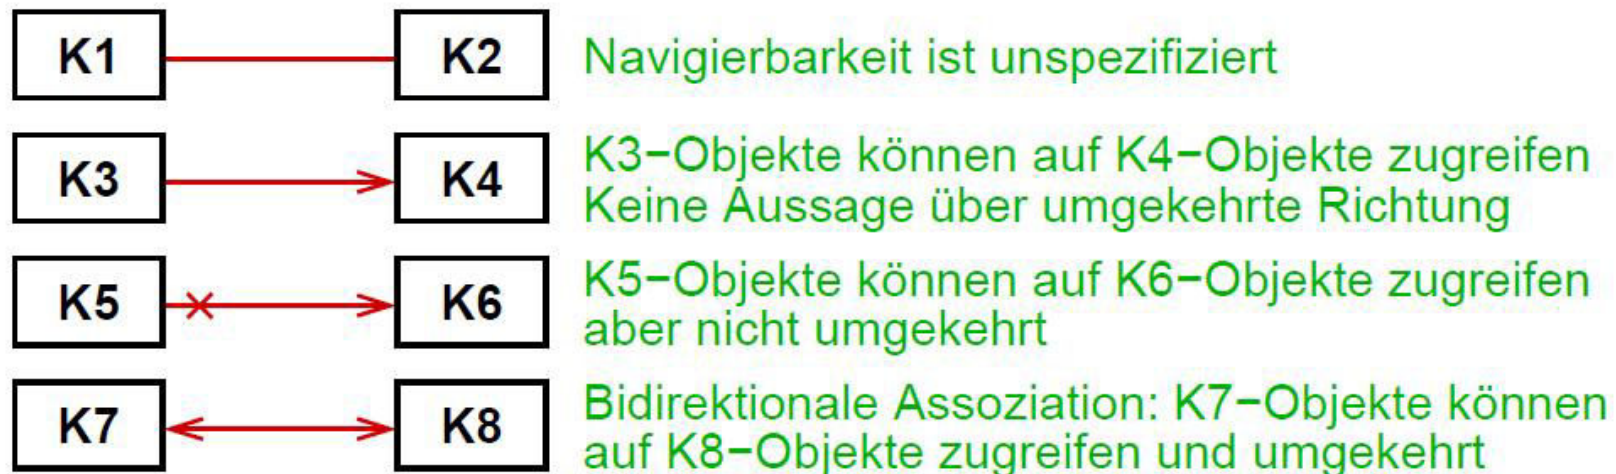 K1 K2 Navigierbarkeit ist unspezifiziert
K3 K4 K3−Objekte können auf K4−Objekte zugreifen
Keine Aussage über umgekehrte Richtung
K5 K6 K5−Objekte können auf K6−Objekte zugreifen
aber nicht umgekehrt
K7 K8 Bidirektionale Assoziation: K7−Objekte können
auf K8−Objekte zugreifen und umgekehrt